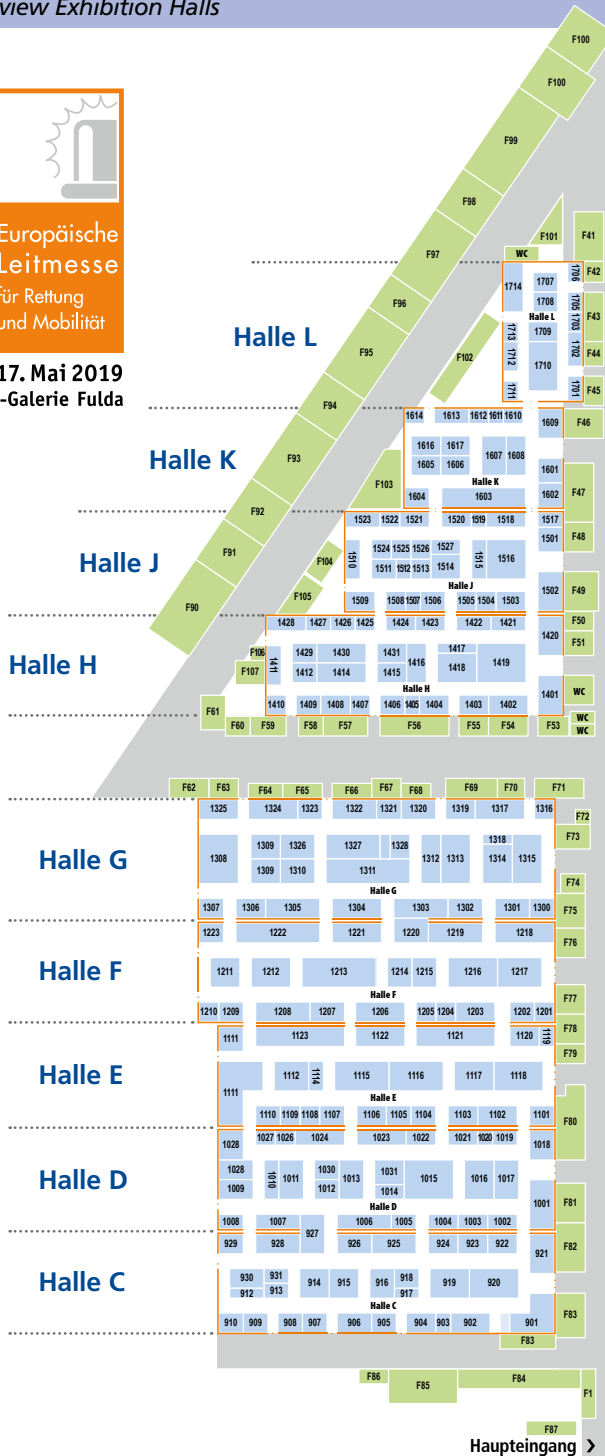 view Exhibition Halls
F100
F100
F99
F98
F97
F96
F95
F94
F93
F92
F91
F90
F101
F41
WC
F42
F43
F44
F45
F46
F102
F103
F104
F105
F47
F48
F49
F50
F51
WC
WC
WC
F53
F106
F107
F61
F60 F59 F58 F57 F56 F55 F54
Europäische
Leitmesse
für Rettung
und Mobilität
17. Mai 2019
-Galerie Fulda
Halle L
1714 1707 1706
1708 1705
Halle L
1713 1709 1703
1712 1710 1702
1711 1701
Halle K
1614 1613 1612 1611 1610 1609
1616 1617 1607 1608
1605 1606 1601
Halle K
1604 1603 1602
Halle J
1523 1522 1521 1520 1519 1518 1517
1501
1510 1524 1525 1526 1527 1515 1516
1511 1512 1513 1514
Halle J
1509 1508 1507 1506 1505 1504 1503 1502
Halle H
1428 1427 1426 1425 1424 1423 1422 1421 1420
1411 1429 1430 1431 1416 1417 1419
1412 1414 1415 1418
Halle H
1410 1409 1408 1407 1406 1405 1404 1403 1402 1401
F62 F63 F64 F65 F66 F67 F68 F69 F70 F71
F72
F73
F74
F75
F76
F77
F78
F79
F80
F81
F82
F83
Halle G
1325 1324 1323 1322 1321 1320 1319 1317 1316
1308 1309 1326 1327 1328 1312 1313 1318 1315
1309 1310 1311 1314
Halle G
1307 1306 1305 1304 1303 1302 1301 1300
Halle F
1223 1222 1221 1220 1219 1218
1211 1212 1213 1214 1215 1216 1217
Halle F
1210 1209 1208 1207 1206 1205 1204 1203 1202 1201
Halle E
1111 1123 1122 1121 1120 1119
1111 1112 1114 1115 1116 1117 1118
Halle E
1110 1109 1108 1107 1106 1105 1104 1103 1102 1101
Halle D
1028 1027 1026 1024 1023 1022 1021 1020 1019 1018
1028 1010 1011 1030 1013 1031 1015 1016 1017
1009 1012 1014 1001
Halle D
1008 1007 1006 1005 1004 1003 1002
Halle C
929 928 927 926 925 924 923 922 921
930 931 914 915 916 918 919 920
912 913 917
Halle C
910 909 908 907 906 905 904 903 902 901
F83
F86 F85 F84 F1
F87
Haupteingang ❯